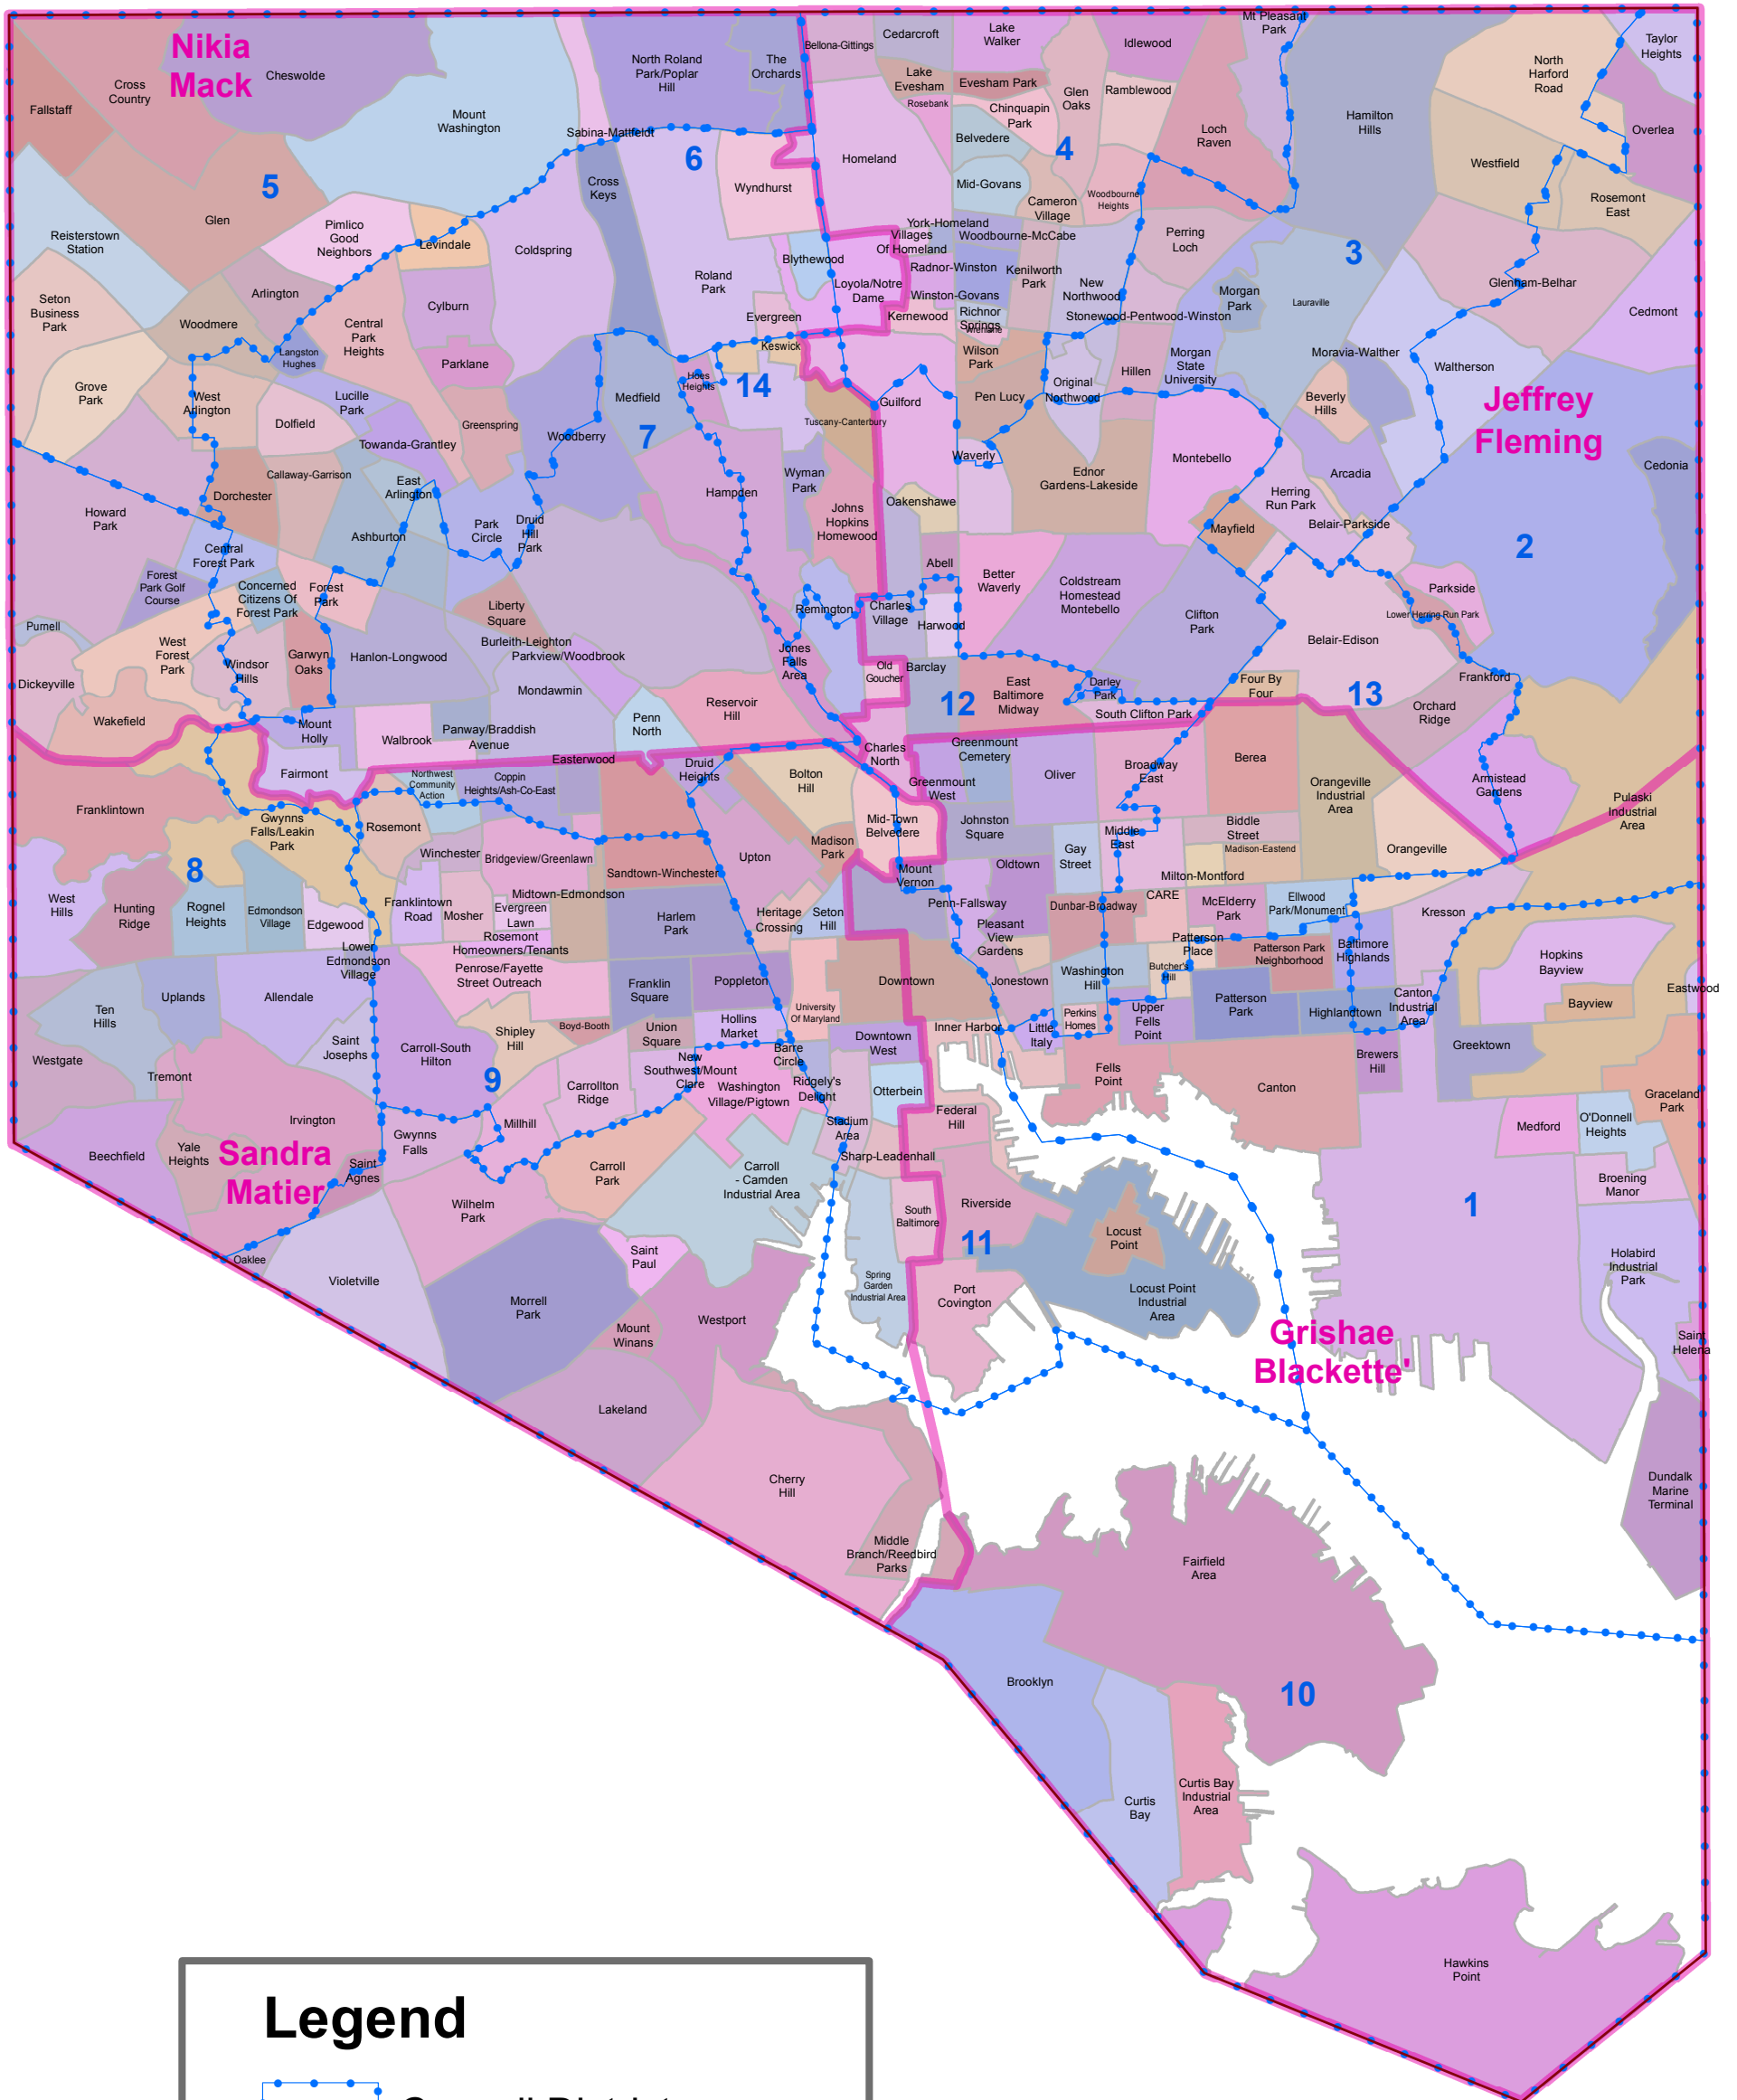 Nikia
Mack
Fallstaff
Cross
Country
Cheswolde
Mount
Washington
Sabina-Mattfeldt
North Roland
Park/Poplar
Hill
The
Orchards
Bellona-Gittings
Cedarcroft
Lake
Walker
Idlewood
Mt Pleasant
Park
Lake
Evesham
Evesham Park
Rosebank
Chinquapin
Park
Glen
Oaks
Ramblewood
Loch
Raven
Hamilton
Hills
North
Harford
Road
Taylor
Heights
Overlea
Westfield
Rosemont
East
Belvedere
Homeland
4
6
5
Glen
Reisterstown
Station
Pimlico
Good
Neighbors
Levindale
Coldspring
Cross
Keys
Wyndhurst
Mid-Govans
Cameron
Village
Woodbourne
Heights
York-Homeland
Villages
Of Homeland
Woodbourne-McCabe
Perring
Loch
3
Blythewood
Roland
Park
Loyola/Notre
Dame
Radnor-Winston
Kenilworth
Park
Winston-Govans
New
Northwood
Morgan
Park
Lauraville
Glenham-Belhar
Cedmont
Seton
Business
Park
Arlington
Woodmere
Cylburn
Central
Park
Heights
Evergreen
Kernewood
Richnor
Springs
Stonewood-Pentwood-Winston
Langston
Hughes
Parklane
Keswick
Wilson
Park
Morgan
State
University
Moravia-Walther
Waltherson
Grove
Park
West
Arlington
Lucille
Park
Dolfield
Medfield
Hoes
Heights
14
Guilford
Pen Lucy
Original
Northwood
Hillen
Beverly
Hills
Jeffrey
Fleming
Towanda-Grantley
Greenspring
Woodberry
7
Tuscany-Canterbury
Waverly
Ednor
Gardens-Lakeside
Montebello
Arcadia
Cedonia
Callaway-Garrison
Dorchester
East
Arlington
Hampden
Wyman
Park
Oakenshawe
Herring
Run Park
Howard
Park
Ashburton
Park
Circle
Druid
Hill
Park
Johns
Hopkins
Homewood
Mayfield
Belair-Parkside
2
Central
Forest Park
Forest
Park Golf
Course
Concerned
Citizens Of
Forest Park
Forest
Park
Liberty
Square
Remington
Charles
Village
Abell
Harwood
Better
Waverly
Coldstream
Homestead
Montebello
Clifton
Park
Parkside
Lower Herring Run Park
Belair-Edison
Purnell
Dickeyville
West
Forest
Park
Windsor
Hills
Garwyn
Oaks
Hanlon-Longwood
Burleith-Leighton
Parkview/Woodbrook
Mondawmin
Jones
Falls
Area
Old
Goucher
Barclay
12
East
Baltimore
Midway
Darley
Park
South Clifton Park
Four By
Four
13
Frankford
Orchard
Ridge
Wakefield
Mount
Holly
Walbrook
Panway/Braddish
Avenue
Penn
North
Reservoir
Hill
Easterwood
Fairmont
Northwest
Community
Action
Coppin
Heights/Ash-Co-East
Druid
Heights
Bolton
Hill
Charles
North
Greenmount
Cemetery
Greenmount
West
Oliver
Broadway
East
Berea
Orangeville
Industrial
Area
Armistead
Gardens
Pulaski
Industrial
Area
Franklintown
Gwynns
Falls/Leakin
Park
Rosemont
Mid-Town
Belvedere
Johnston
Square
Middle
East
Biddle
Street
Madison-Eastend
Orangeville
8
Winchester
Bridgeview/Greenlawn
Sandtown-Winchester
Upton
Madison
Park
Mount
Vernon
Oldtown
Gay
Street
Milton-Montford
West
Hills
Hunting
Ridge
Rognel
Heights
Edmondson
Village
Edgewood
Franklintown
Road
Mosher
Midtown-Edmondson
Evergreen
Lawn
Rosemont
Homeowners/Tenants
Harlem
Park
Heritage
Crossing
Seton
Hill
Penn-Fallsway
Pleasant
View
Gardens
Dunbar-Broadway
CARE
McElderry
Park
Ellwood
Park/Monument
Kresson
Patterson
Place
Patterson Park
Neighborhood
Baltimore
Highlands
Lower
Edmondson
Village
Penrose/Fayette
Street Outreach
Franklin
Square
Poppleton
Downtown
Jonestown
Washington
Hill
Butcher's
Hill
Hopkins
Bayview
Bayview
Eastwood
Ten
Hills
Uplands
Allendale
Shipley
Hill
Boyd-Booth
Union
Square
Hollins
Market
University
Of Maryland
Downtown
West
Inner Harbor
Little
Italy
Perkins
Homes
Upper
Fells
Point
Patterson
Park
Highlandtown
Canton
Industrial
Area
Greektown
Westgate
Tremont
Saint
Josephs
Carroll-South
Hilton
9
New
Southwest/Mount
Clare
Barre
Circle
Carrollton
Ridge
Washington
Village/Pigtown
Ridgely's
Delight
Otterbein
Fells
Point
Canton
Brewers
Hill
Graceland
Park
Irvington
Millhill
Gwynns
Falls
Stadium
Area
Federal
Hill
Medford
O'Donnell
Heights
Beechfield
Yale
Heights
Sandra
Matier
Saint
Agnes
Carroll
Park
Carroll
- Camden
Industrial Area
Sharp-Leadenhall
Broening
Manor
Wilhelm
Park
South
Baltimore
Riverside
11
Locust
Point
1
Oaklee
Violetville
Saint
Paul
Spring
Garden
Industrial Area
Port
Covington
Locust Point
Industrial
Area
Holabird
Industrial
Park
Morrell
Park
Mount
Winans
Westport
Grishae
Blackette'
Saint
Helena
Lakeland
Cherry
Hill
Dundalk
Marine
Terminal
Middle
Branch/Reedbird
Parks
Fairfield
Area
Brooklyn
10
Curtis
Bay
Curtis Bay
Industrial
Area
Hawkins
Point
Legend